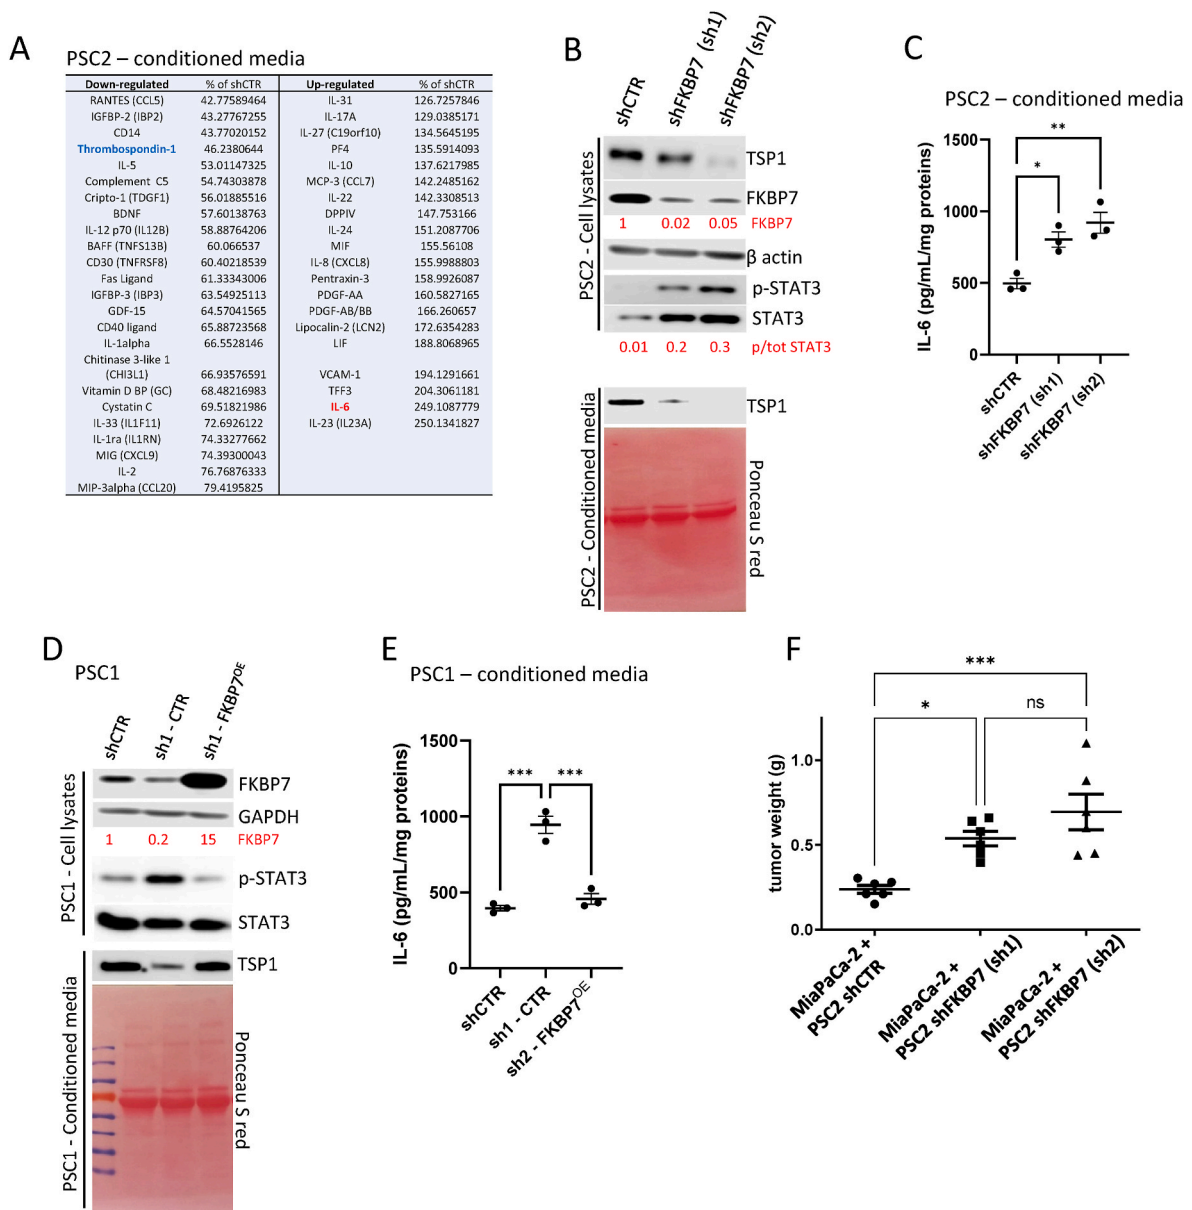 A
PSC2 – conditioned media
Down-regulated % of shCTR Up-regulated % of shCTR
RANTES (CCL5) 42.77589464 IL-31 126.7257846
IGFBP-2 (IBP2) 43.27767255 IL-17A 129.0385171
CD14 43.77020152 IL-27 (C19orf10) 134.5645195
Thrombospondin-1 46.2380644 PF4 135.5914093
IL-5 53.01147325 IL-10 137.6217985
Complement C5 54.74303878 MCP-3 (CCL7) 142.2485162
Cripto-1 (TDGF1) 56.01885516 IL-22 142.3308513
BDNF 57.60138763 DPPIV 147.753166
IL-12 p70 (IL12B) 58.88764206 IL-24 151.2087706
BAFF (TNFS13B) 60.066537 MIF 155.56108
CD30 (TNFRSF8) 60.40218539 IL-8 (CXCL8) 155.9988803
Fas Ligand 61.33343006 Pentraxin-3 158.9926087
IGFBP-3 (IBP3) 63.54925113 PDGF-AA 160.5827165
GDF-15 64.57041565 PDGF-AB/BB 166.260657
CD40 ligand 65.88723568 Lipocalin-2 (LCN2) 172.6354283
IL-1alpha 66.5528146 LIF 188.8068965
Chitinase 3-like 1
(CHI3L1) 66.93576591 VCAM-1 194.1291661
Vitamin D BP (GC) 68.48216983 TFF3 204.3061181
Cystatin C 69.51821986 IL-6 249.1087779
IL-33 (IL1F11) 72.6926122 IL-23 (IL23A) 250.1341827
IL-1ra (IL1RN) 74.33277662
MIG (CXCL9) 74.39300043
IL-2 76.76876333
MIP-3alpha (CCL20) 79.4195825
B
shCTR
shFKBP7 (sh1)
shFKBP7 (sh2)
PSC2 - Cell lysates
TSP1
FKBP7
1 0.02 0.05 FKBP7
β actin
p-STAT3
STAT3
0.01 0.2 0.3 p/tot STAT3
PSC2 - Conditioned media
TSP1
Ponceau S red
C
PSC2 – conditioned media
IL-6 (pg/mL/mg proteins)
1500
1000
500
0
**
*
shCTR
shFKBP7 (sh1)
shFKBP7 (sh2)
D
PSC1
shCTR
sh1 - CTR
sh1 - FKBP7OE
PSC1 - Cell lysates
FKBP7
GAPDH
1 0.2 15 FKBP7
p-STAT3
STAT3
PSC1 - Conditioned media
TSP1
Ponceau S red
E
PSC1 – conditioned media
IL-6 (pg/mL/mg proteins)
1500
1000
500
0
*** ***
shCTR
sh1 - CTR
sh2 - FKBP7OE
F
tumor weight (g)
1.0
0.5
0.0
***
* ns
MiaPaCa-2 +
PSC2 shCTR
MiaPaCa-2 +
PSC2 shFKBP7 (sh1)
MiaPaCa-2 +
PSC2 shFKBP7 (sh2)